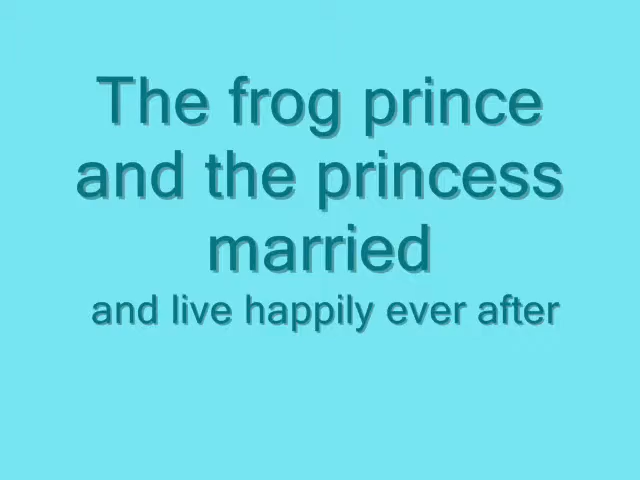 The frog prince
and the princess
married
and live happily ever after